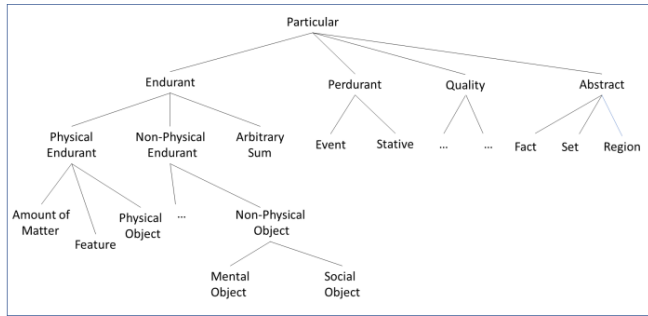 Particular
Endurant Perdurant Quality Abstract
Physical Non-Physical Arbitrary
Endurant Endurant Sum
Event Stative ... ... Fact Set Region
Amount of Physical ... Non-Physical
Matter Feature Object Object
Mental Social
Object Object